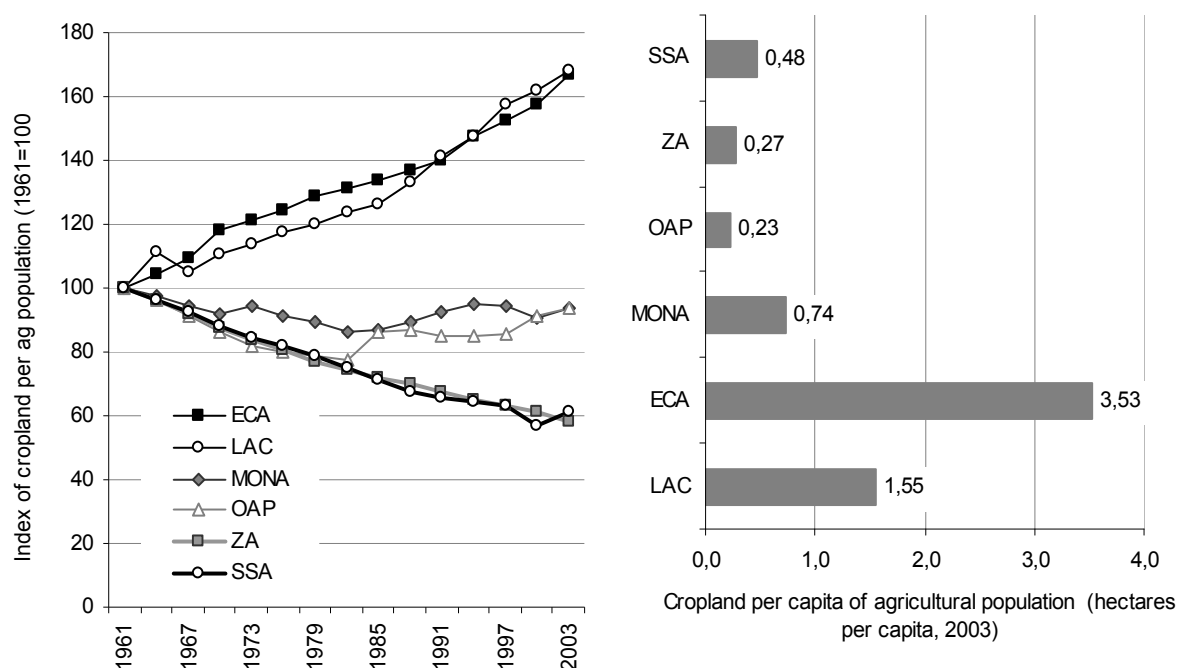 Index of cropland per ag population (1961=100)
180
160
140
120
100
80
60
40
20
0
ECA
LAC
MONA
OAP
ZA
SSA
1961
1967
1973
1979
1985
1991
1997
2003
SSA
0,48
ZA
0,27
OAP
0,23
MONA
0,74
ECA
3,53
LAC
1,55
0,0
1,0
2,0
3,0
4,0
Cropland per capita of agricultural population (hectares
per capita, 2003)